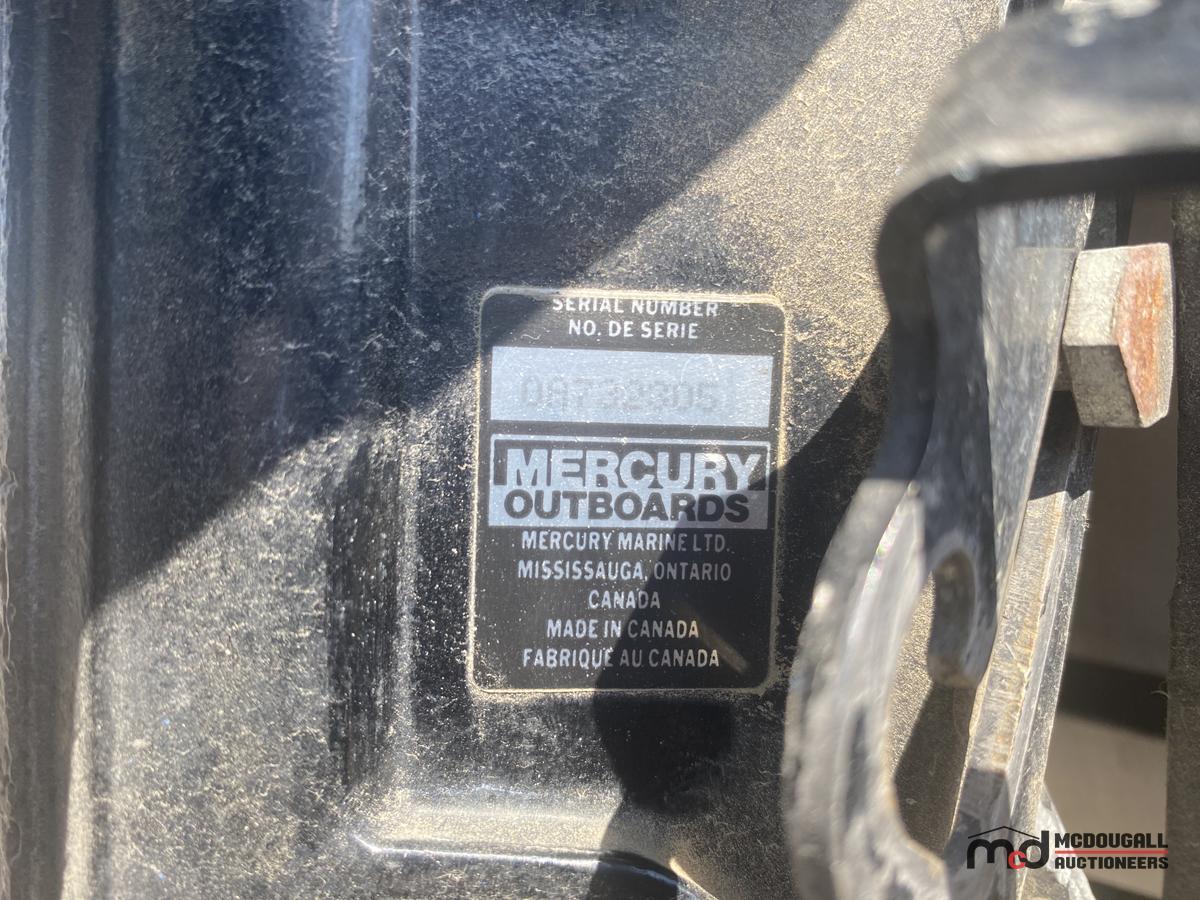 SERIAL NUMBER
NO. DE SERIE
MERCURY
OUTBOARDS
MERCURY MARINE LTD.
MISSISSAUGA, ONTARIO
CANADA
MADE IN CANADA
FABRIQUÉ AU CANADA
mcd MCDOUGALL
AUCTIONEERS